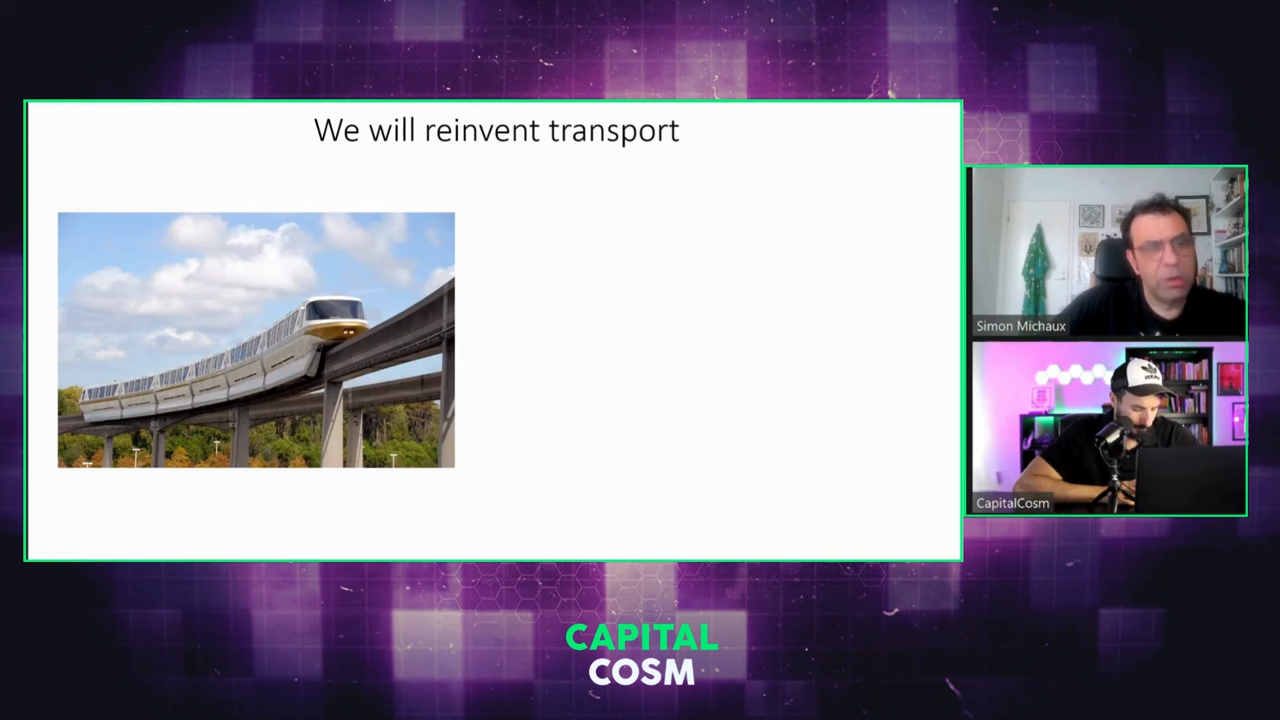 We will reinvent transport
Simon Michaux
CapitalCosm
CAPITAL
COSM